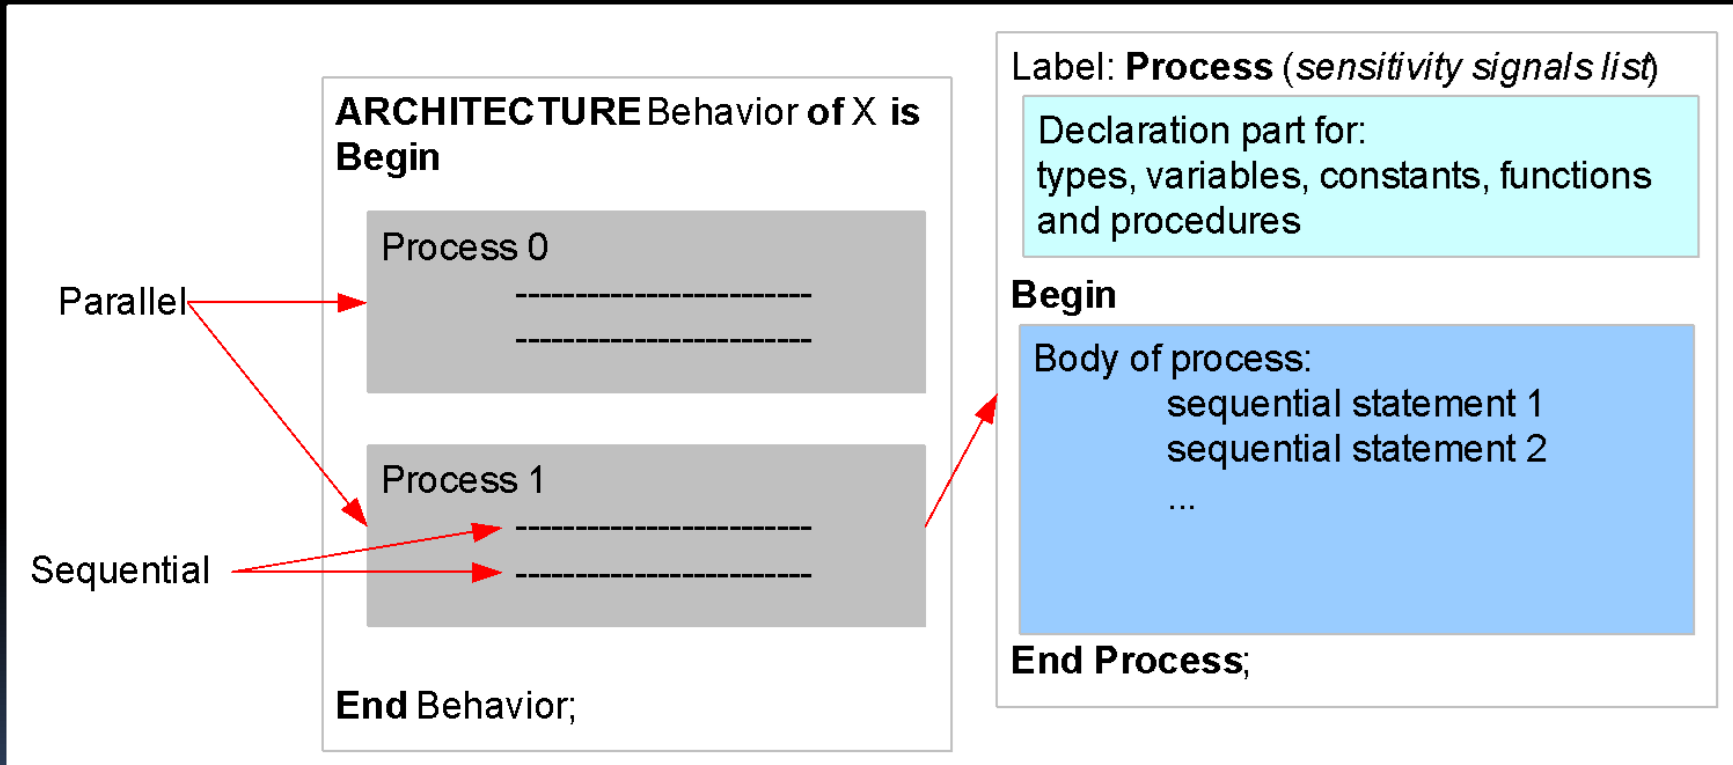 Parallel
Sequential
ARCHITECTURE Behavior of X is
Begin
Process 0
-------------------------
-------------------------
Process 1
-------------------------
-------------------------
End Behavior;
Label: Process (sensitivity signals list)
Declaration part for:
types, variables, constants, functions
and procedures
Begin
Body of process:
sequential statement 1
sequential statement 2
...
End Process;